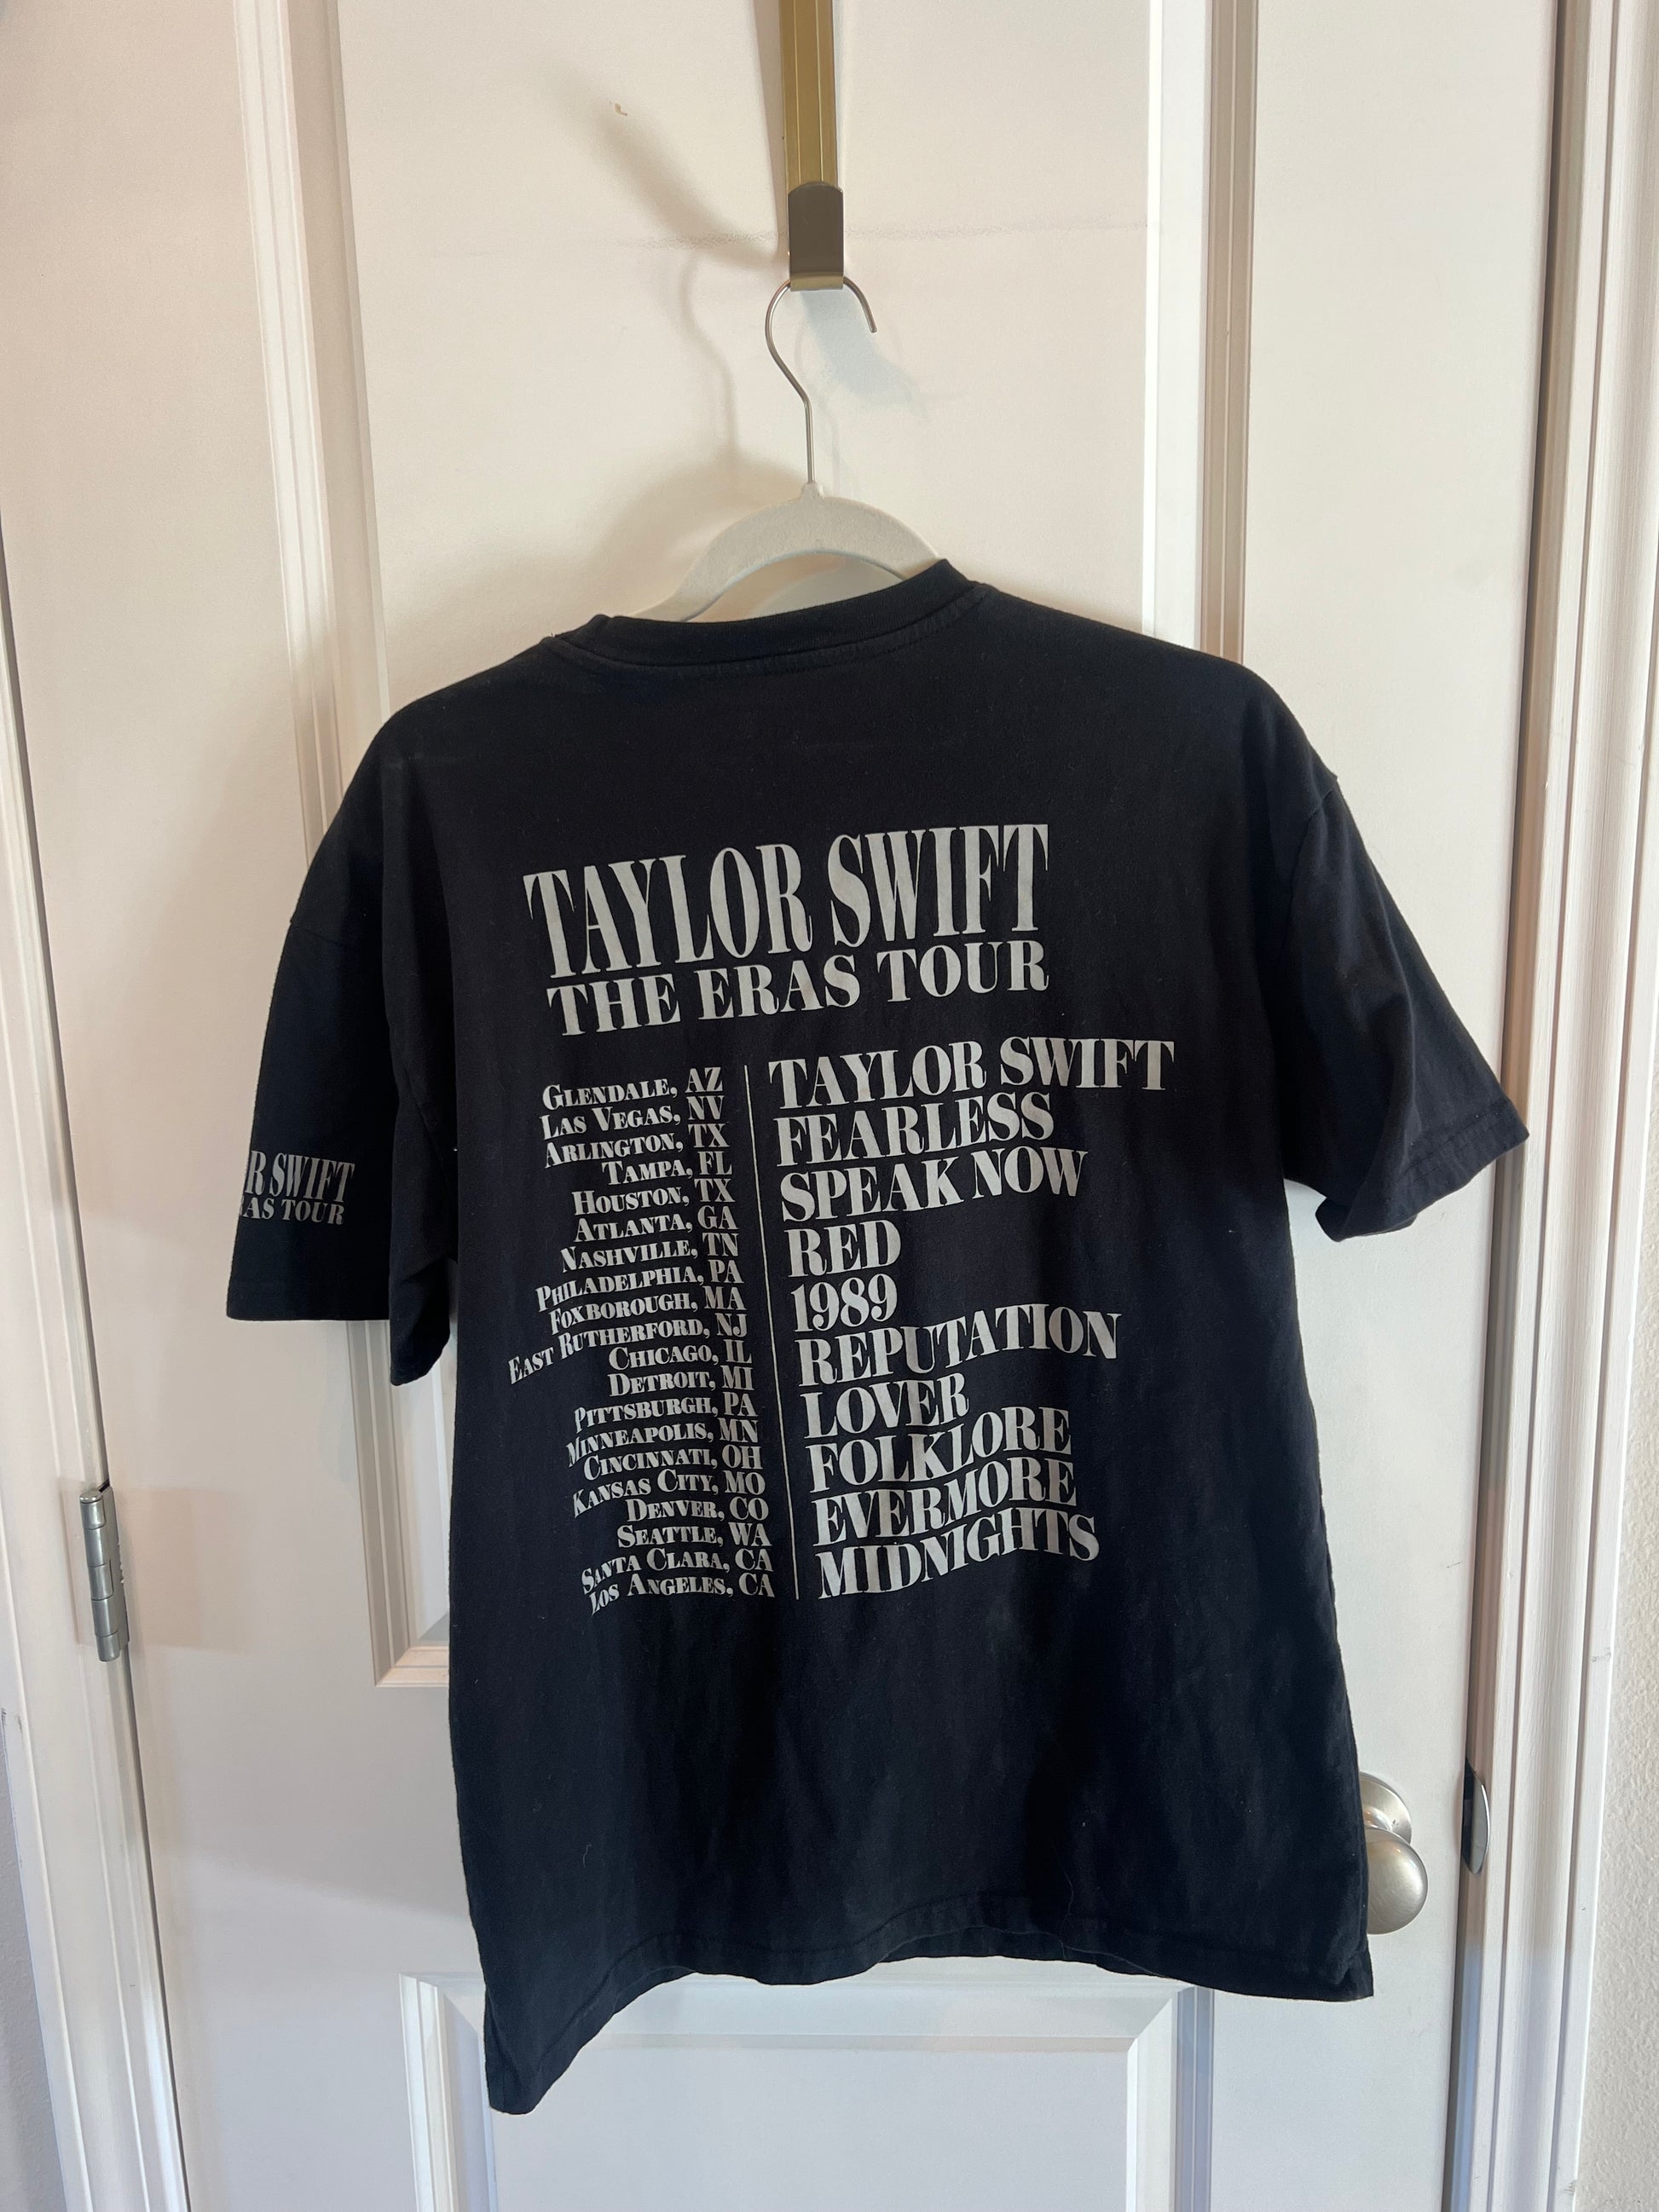 TAYLOR SWIFT
THE ERAS TOUR
GLENDALE, AZ
LAS VEGAS, NV
ARLINGTON, TX
TAMPA, FL
HOUSTON, TX
ATLANTA, GA
NASHVILLE, TN
PHILADELPHIA, PA
FOXBOROUGH, MA
EAST RUTHERFORD, NJ
CHICAGO, IL
DETROIT, MI
PITTSBURGH, PA
MINNEAPOLIS, MN
CINCINNATI, OH
KANSAS CITY, MO
DENVER, CO
SEATTLE, WA
SANTA CLARA, CA
LOS ANGELES, CA
TAYLOR SWIFT
FEARLESS
SPEAK NOW
RED
1989
REPUTATION
LOVER
FOLKLORE
EVERMORE
MIDNIGHTS
R SWIFT
RAS TOUR